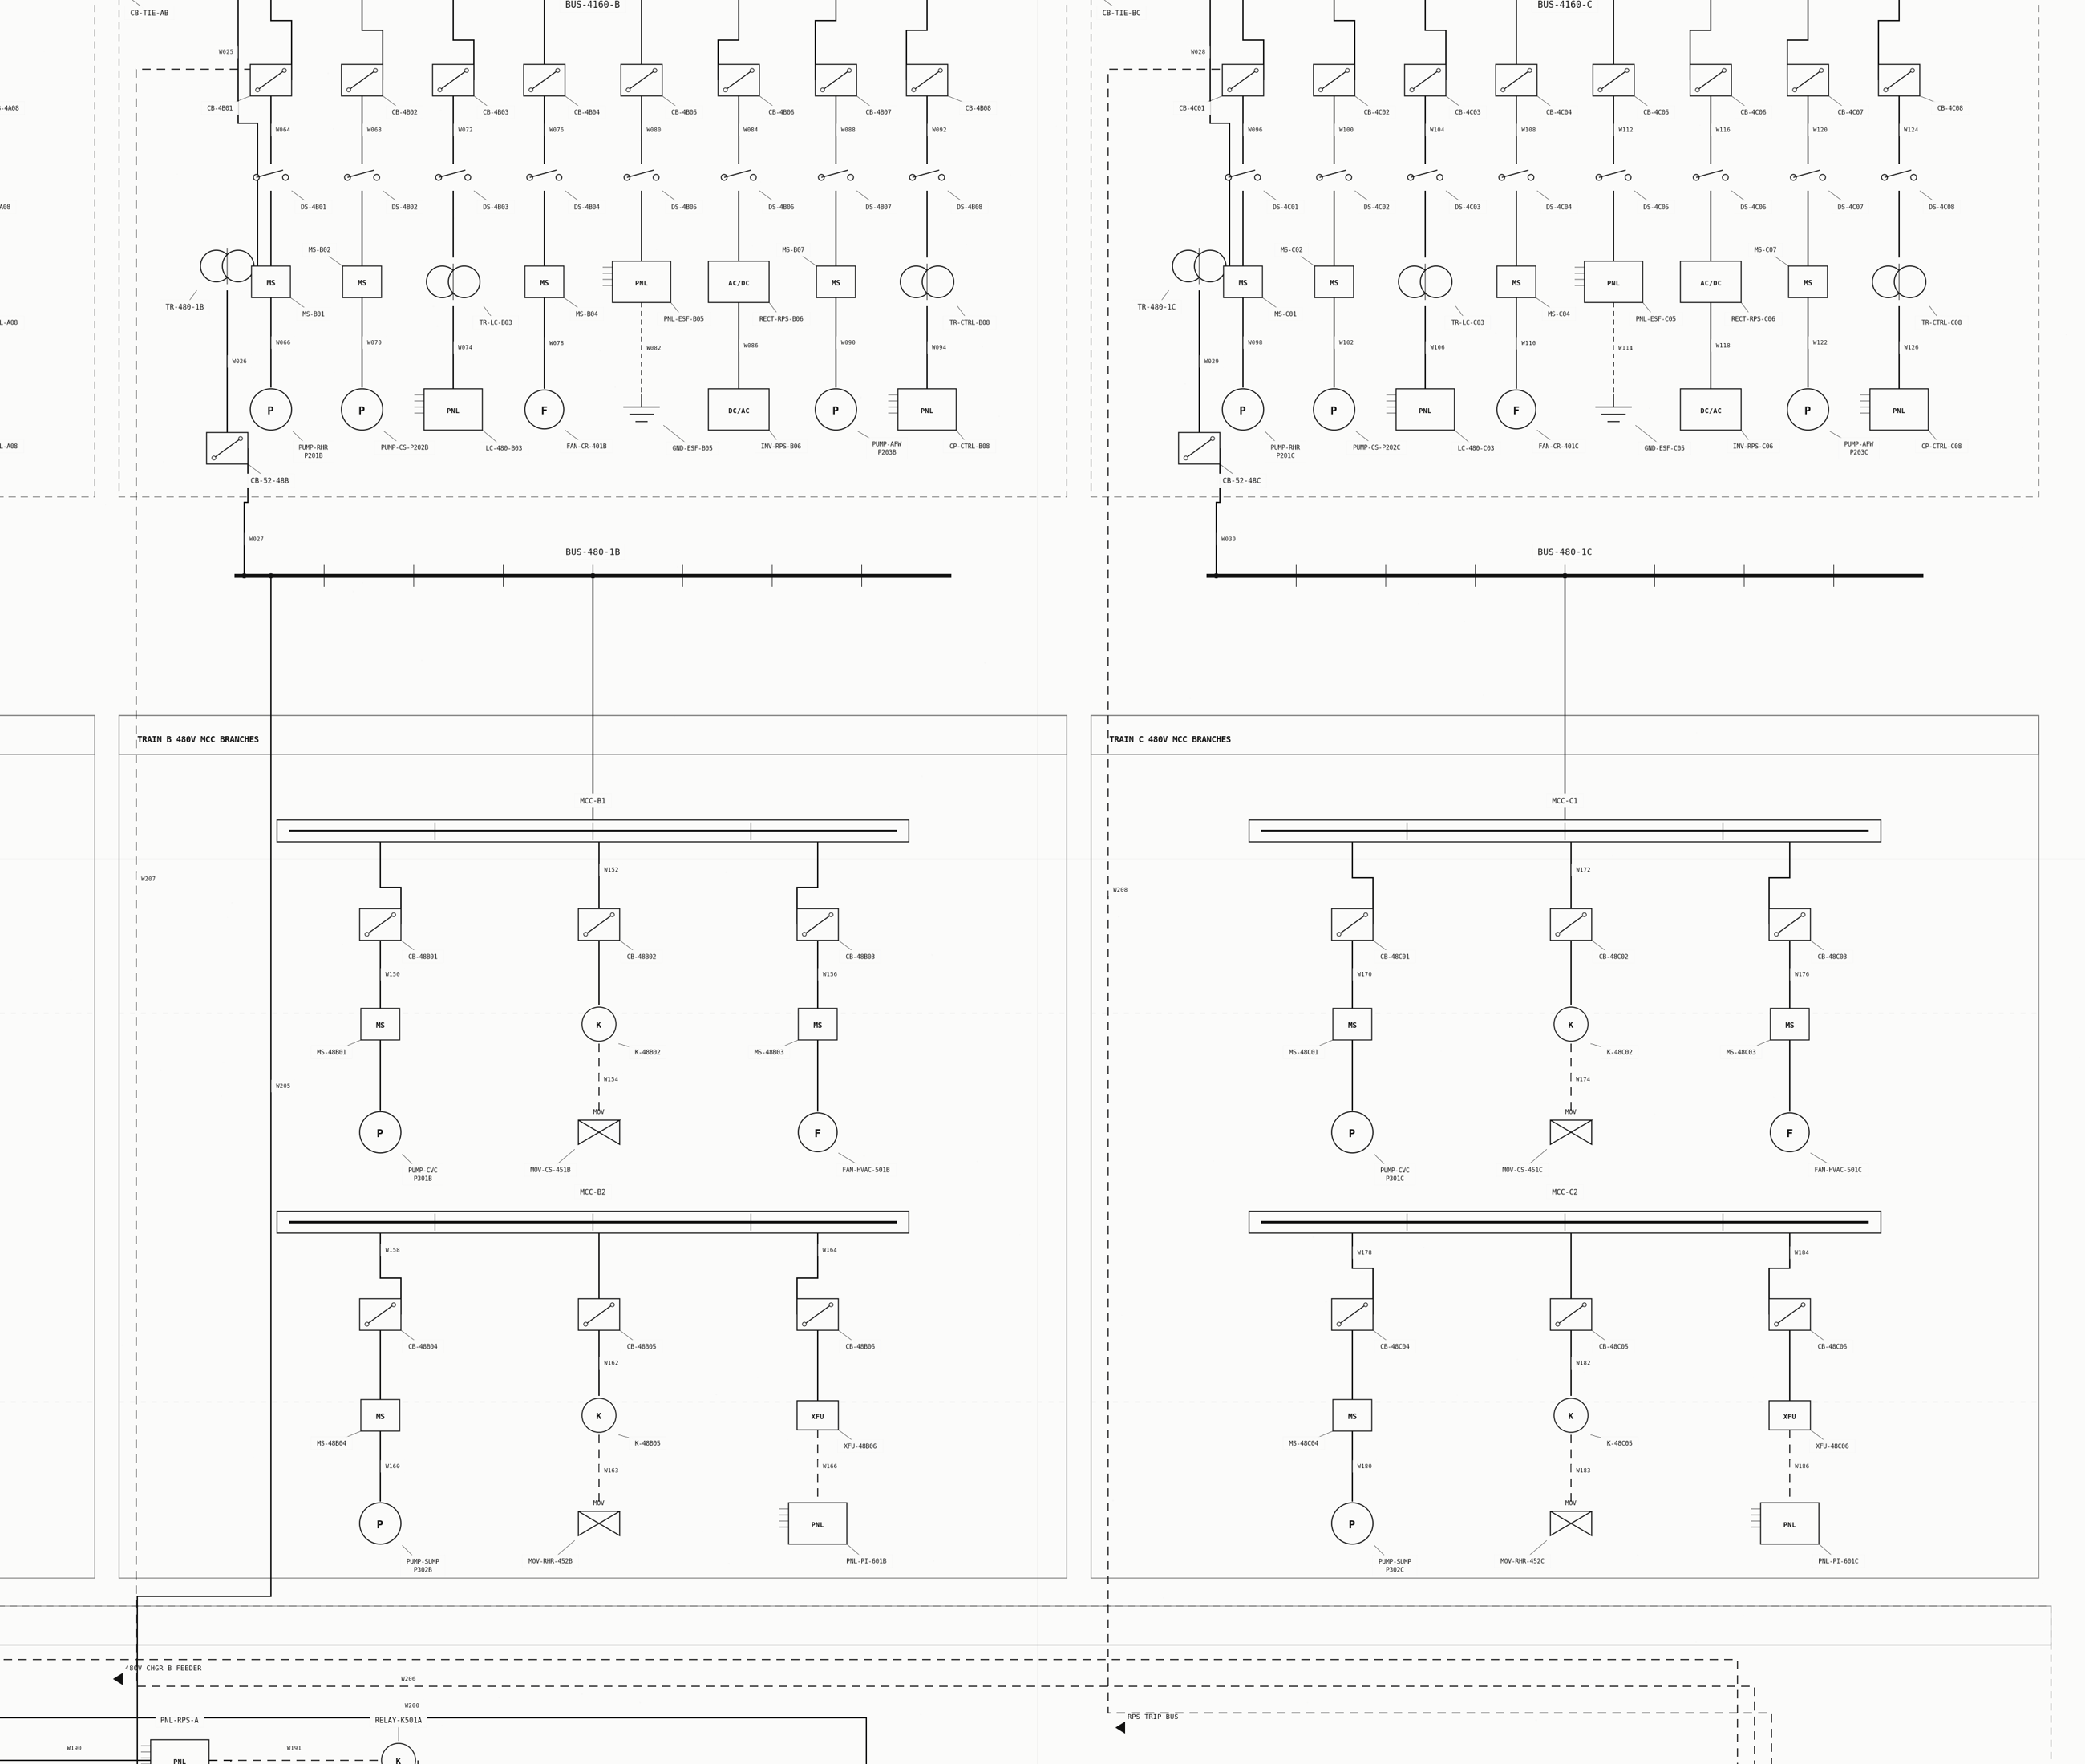 CB-TIE-AB
BUS-4160-B
CB-TIE-BC
BUS-4160-C
W025
W028
-4A08
CB-4B01
CB-4B02
CB-4B03
CB-4B04
CB-4B05
CB-4B06
CB-4B07
CB-4B08
CB-4C01
CB-4C02
CB-4C03
CB-4C04
CB-4C05
CB-4C06
CB-4C07
CB-4C08
W064
W068
W072
W076
W080
W084
W088
W092
W096
W100
W104
W108
W112
W116
W120
W124
A08
DS-4B01
DS-4B02
DS-4B03
DS-4B04
DS-4B05
DS-4B06
DS-4B07
DS-4B08
DS-4C01
DS-4C02
DS-4C03
DS-4C04
DS-4C05
DS-4C06
DS-4C07
DS-4C08
MS-B02
MS-B07
MS-C02
MS-C07
MS
MS
MS
PNL
AC/DC
MS
MS
MS
MS
PNL
AC/DC
MS
TR-480-1B
MS-B01
TR-LC-B03
MS-B04
PNL-ESF-B05
RECT-RPS-B06
TR-CTRL-B08
TR-480-1C
MS-C01
TR-LC-C03
MS-C04
PNL-ESF-C05
RECT-RPS-C06
TR-CTRL-C08
L-A08
W026
W066
W070
W074
W078
W082
W086
W090
W094
W029
W098
W102
W106
W110
W114
W118
W122
W126
P
P
PNL
F
DC/AC
P
PNL
P
P
PNL
F
DC/AC
P
PNL
L-A08
PUMP-RHR
P201B
PUMP-CS-P202B
LC-480-B03
FAN-CR-401B
GND-ESF-B05
INV-RPS-B06
PUMP-AFW
P203B
CP-CTRL-B08
PUMP-RHR
P201C
PUMP-CS-P202C
LC-480-C03
FAN-CR-401C
GND-ESF-C05
INV-RPS-C06
PUMP-AFW
P203C
CP-CTRL-C08
CB-52-48B
CB-52-48C
W027
W030
BUS-480-1B
BUS-480-1C
TRAIN B 480V MCC BRANCHES
TRAIN C 480V MCC BRANCHES
MCC-B1
MCC-C1
W207
W152
W208
W172
CB-48B01
CB-48B02
CB-48B03
CB-48C01
CB-48C02
CB-48C03
W150
W156
W170
W176
MS
K
MS
MS
K
MS
MS-48B01
K-48B02
MS-48B03
MS-48C01
K-48C02
MS-48C03
W205
W154
W174
MOV
MOV
P
F
P
F
PUMP-CVC
P301B
MOV-CS-451B
FAN-HVAC-501B
PUMP-CVC
P301C
MOV-CS-451C
FAN-HVAC-501C
MCC-B2
MCC-C2
W158
W164
W178
W184
CB-48B04
CB-48B05
CB-48B06
CB-48C04
CB-48C05
CB-48C06
W162
W182
MS
K
XFU
MS
K
XFU
MS-48B04
K-48B05
XFU-48B06
MS-48C04
K-48C05
XFU-48C06
W160
W163
W166
W180
W183
W186
MOV
MOV
P
PNL
P
PNL
PUMP-SUMP
P302B
MOV-RHR-452B
PNL-PI-601B
PUMP-SUMP
P302C
MOV-RHR-452C
PNL-PI-601C
480V CHGR-B FEEDER
W206
W200
RPS TRIP BUS
PNL-RPS-A
RELAY-K501A
W190
W191
PNL
K